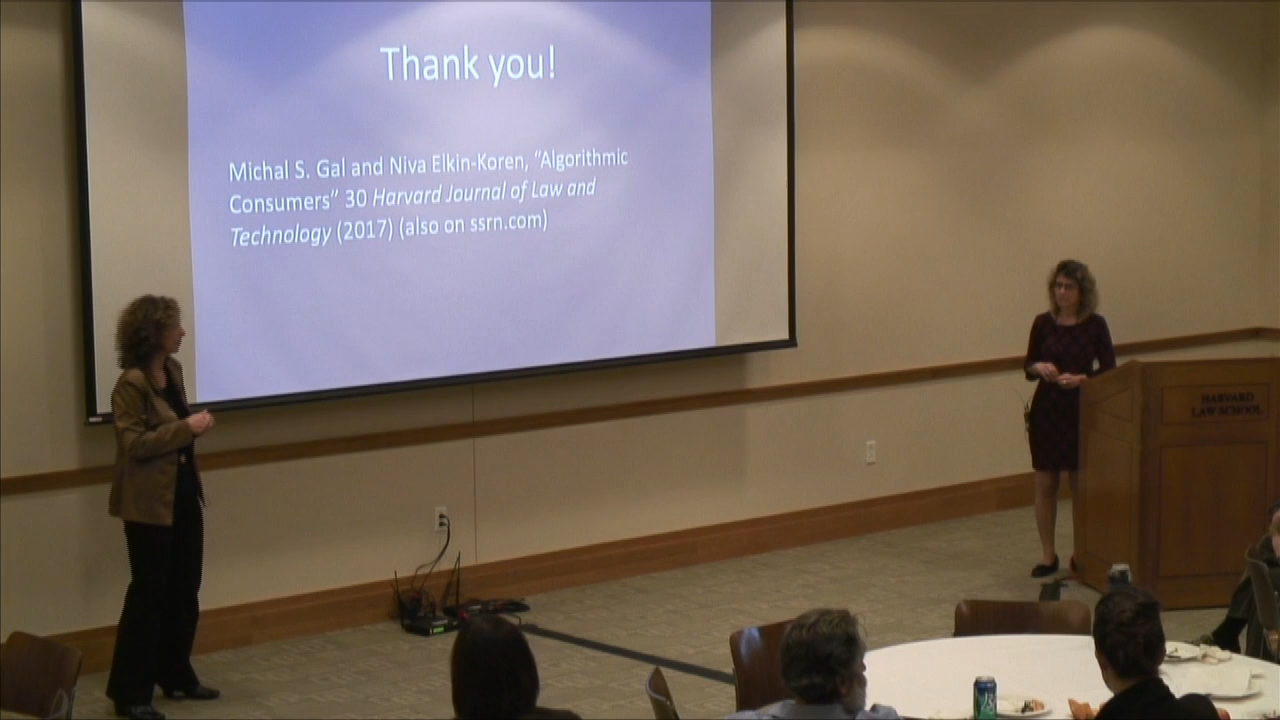 Thank you!
Michal S. Gal and Niva Elkin-Koren, “Algorithmic
Consumers” 30 Harvard Journal of Law and
Technology (2017) (also on ssrn.com)
HARVARD
LAW SCHOOL